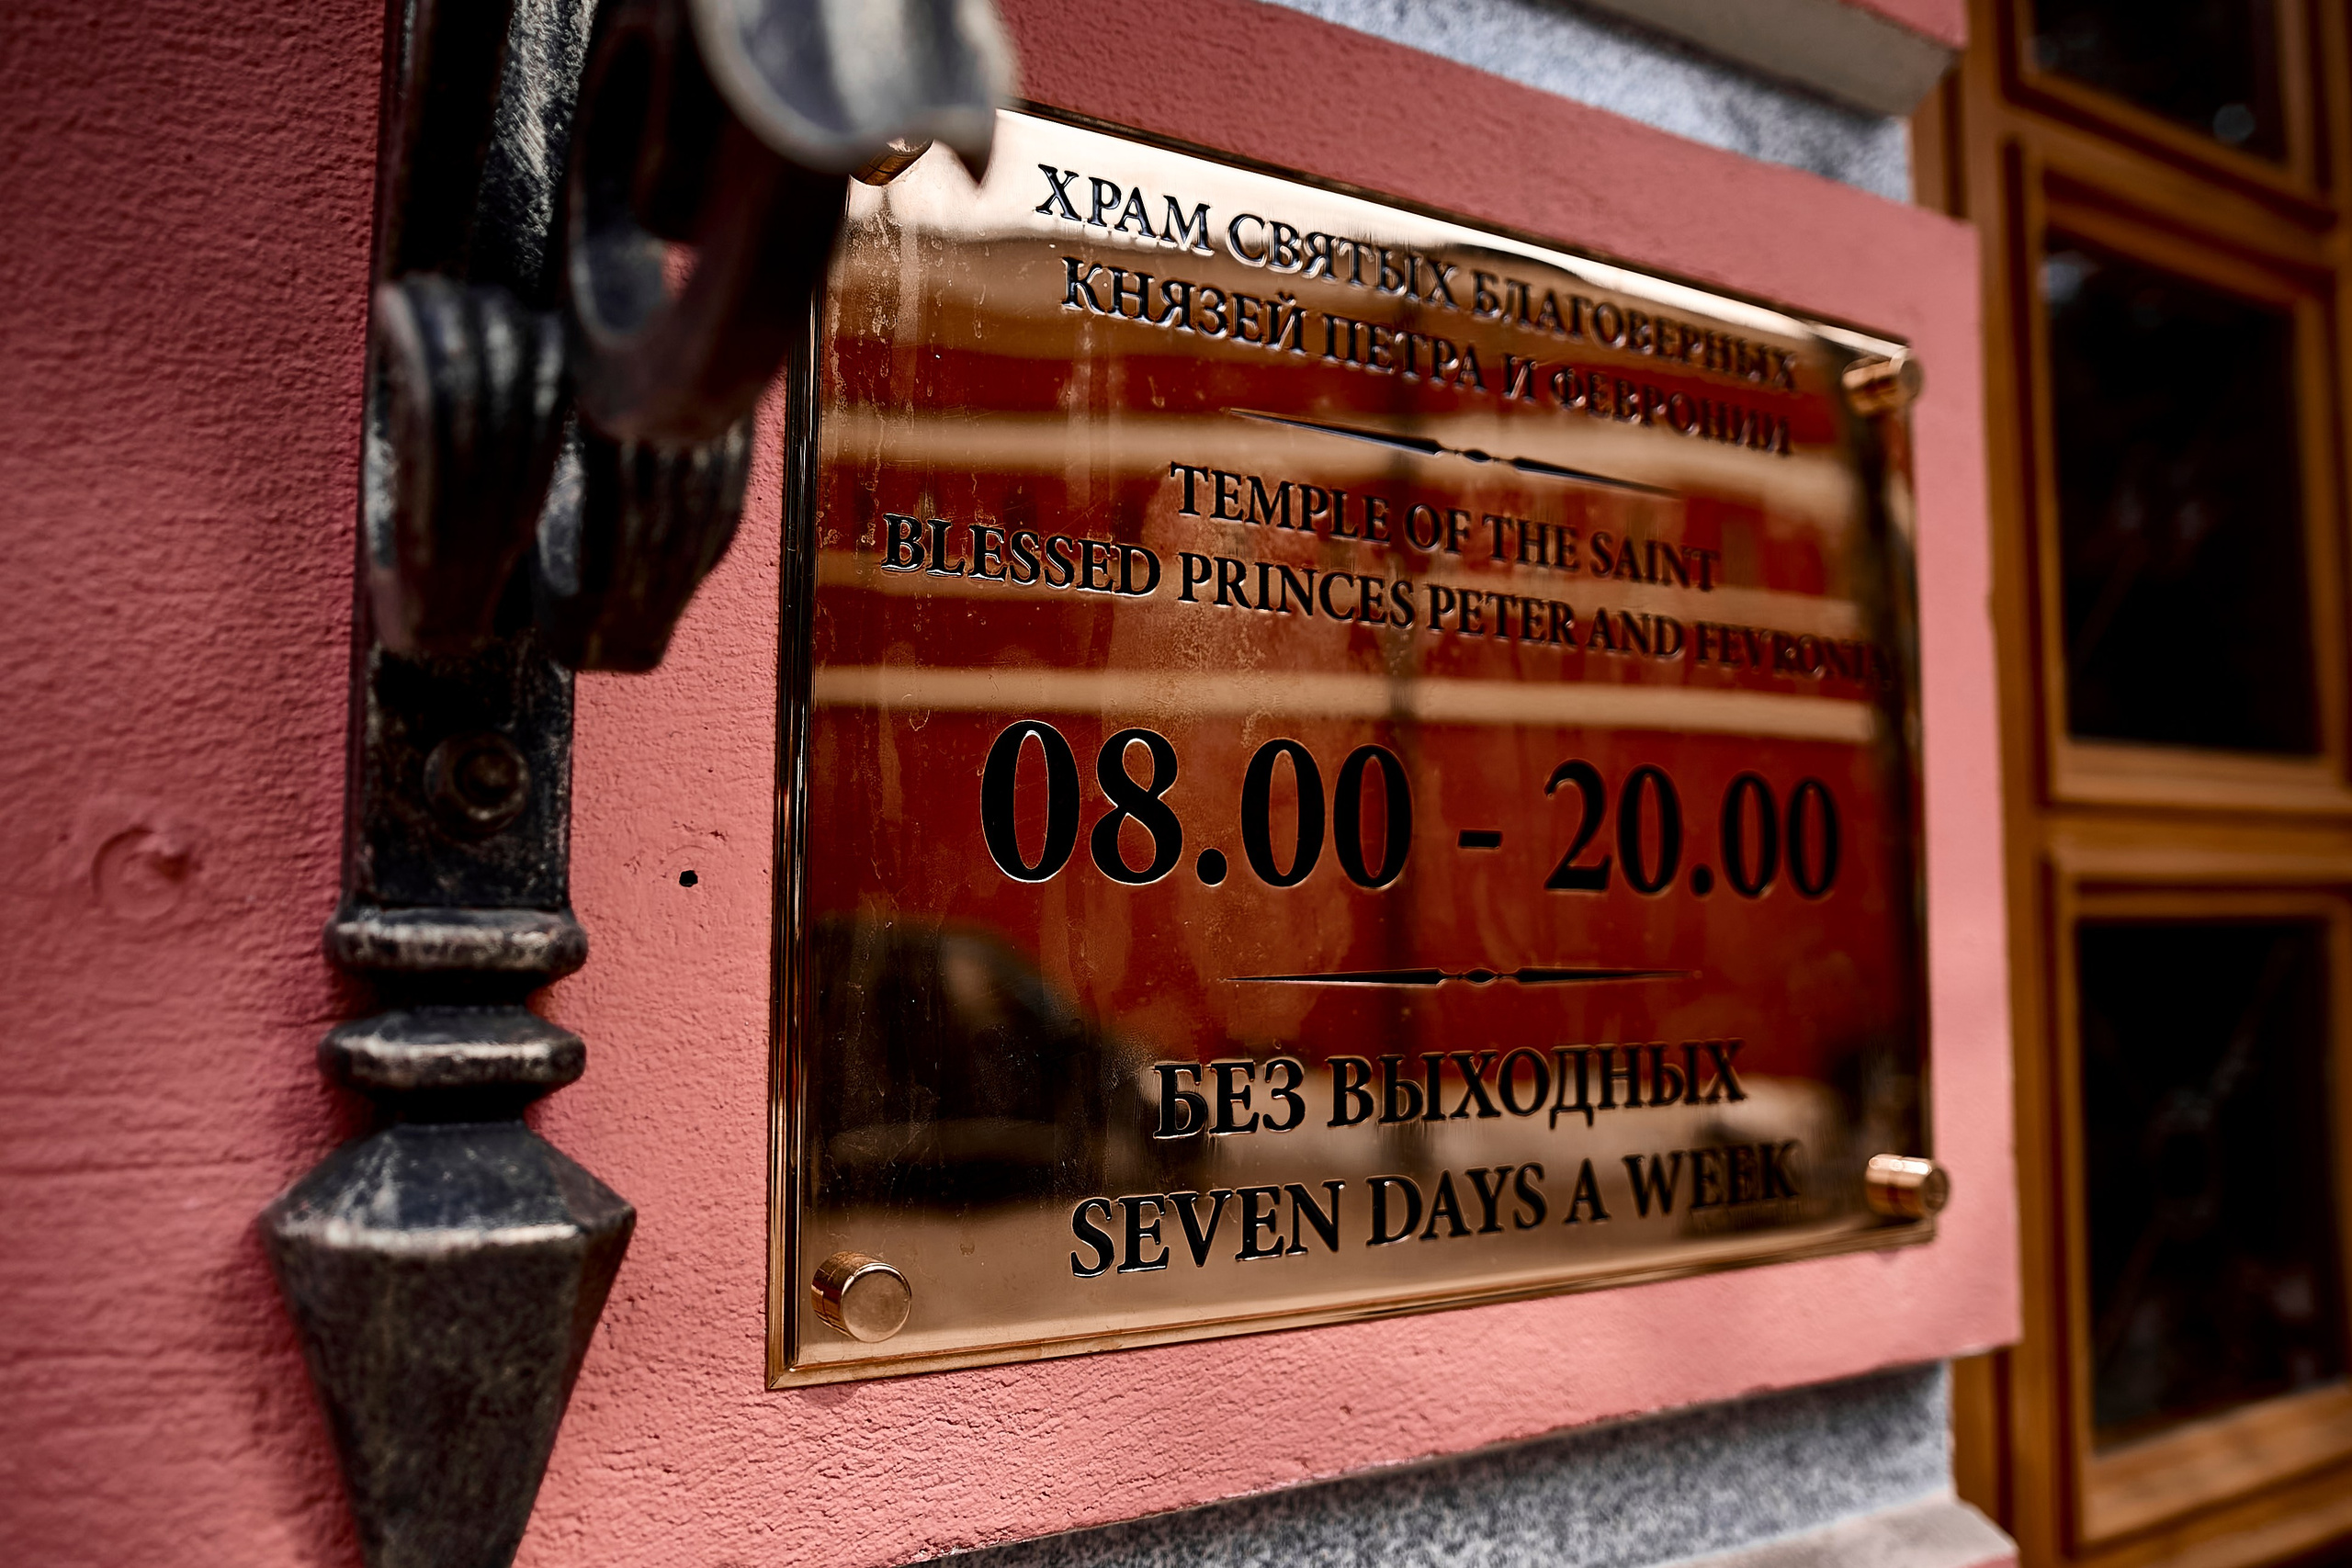 ХРАМ СВЯТЫХ БЛАГОВЕРНЫХ
КНЯЗЕЙ ПЕТРА И ФЕВРОНИИ
TEMPLE OF THE SAINT
BLESSED PRINCES PETER AND FEVRONIA
08.00 - 20.00
БЕЗ ВЫХОДНЫХ
SEVEN DAYS A WEEK